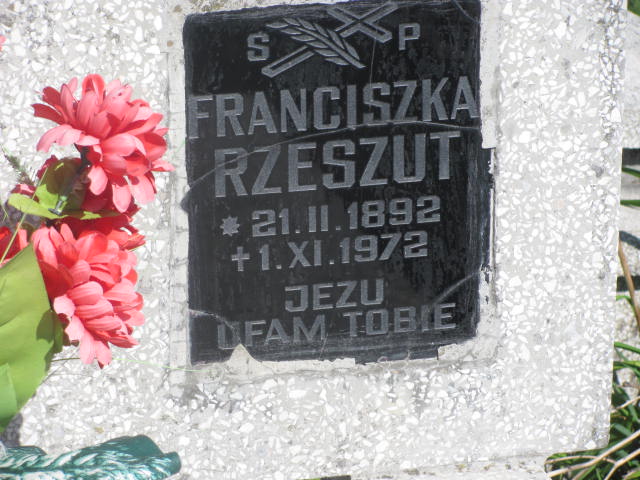 Ś P
FRANCISZKA
RZESZUT
* 21.II.1892
+ 1.XI.1972
JEZU
UFAM TOBIE